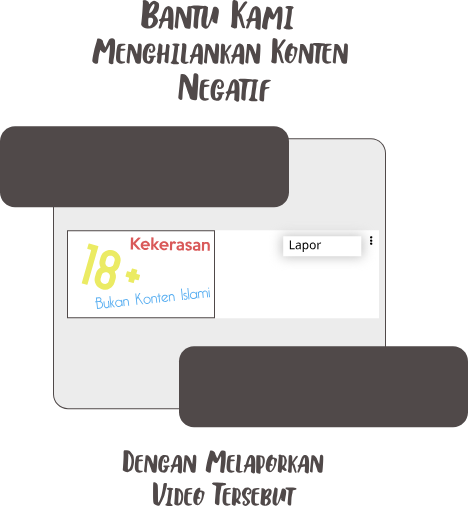 Bantu Kami
Menghilankan Konten
Negatif
Kekerasan
18+
Bukan Konten Islami
Lapor
Dengan Melaporkan
Video Tersebut